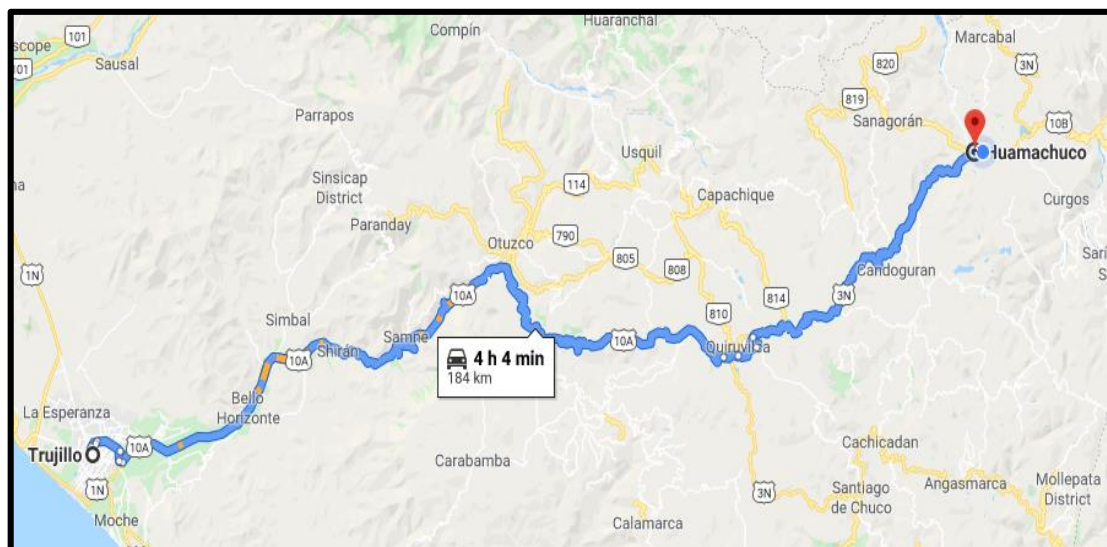 Huaranchal
Compín
Marcabal
101
scope
101
Sausal
820
3N
819
Parrapos
Sanagorán
10B
Usquil
Huamachuco
Sinsicap
District
114
Capachique
Curgos
Paranday
Otuzco
790
805
808
1N
Candoguran
10A
3N
814
810
Simbal
Samne
Shirán
10A
10A
Quiruvilca
4 h 4 min
184 km
Bello
Horizonte
La Esperanza
10A
Trujillo
Cachicadan
Carabamba
1N
3N
Santiago
de Chuco
Angasmarca
Mollepata
District
Moche
Calamarca